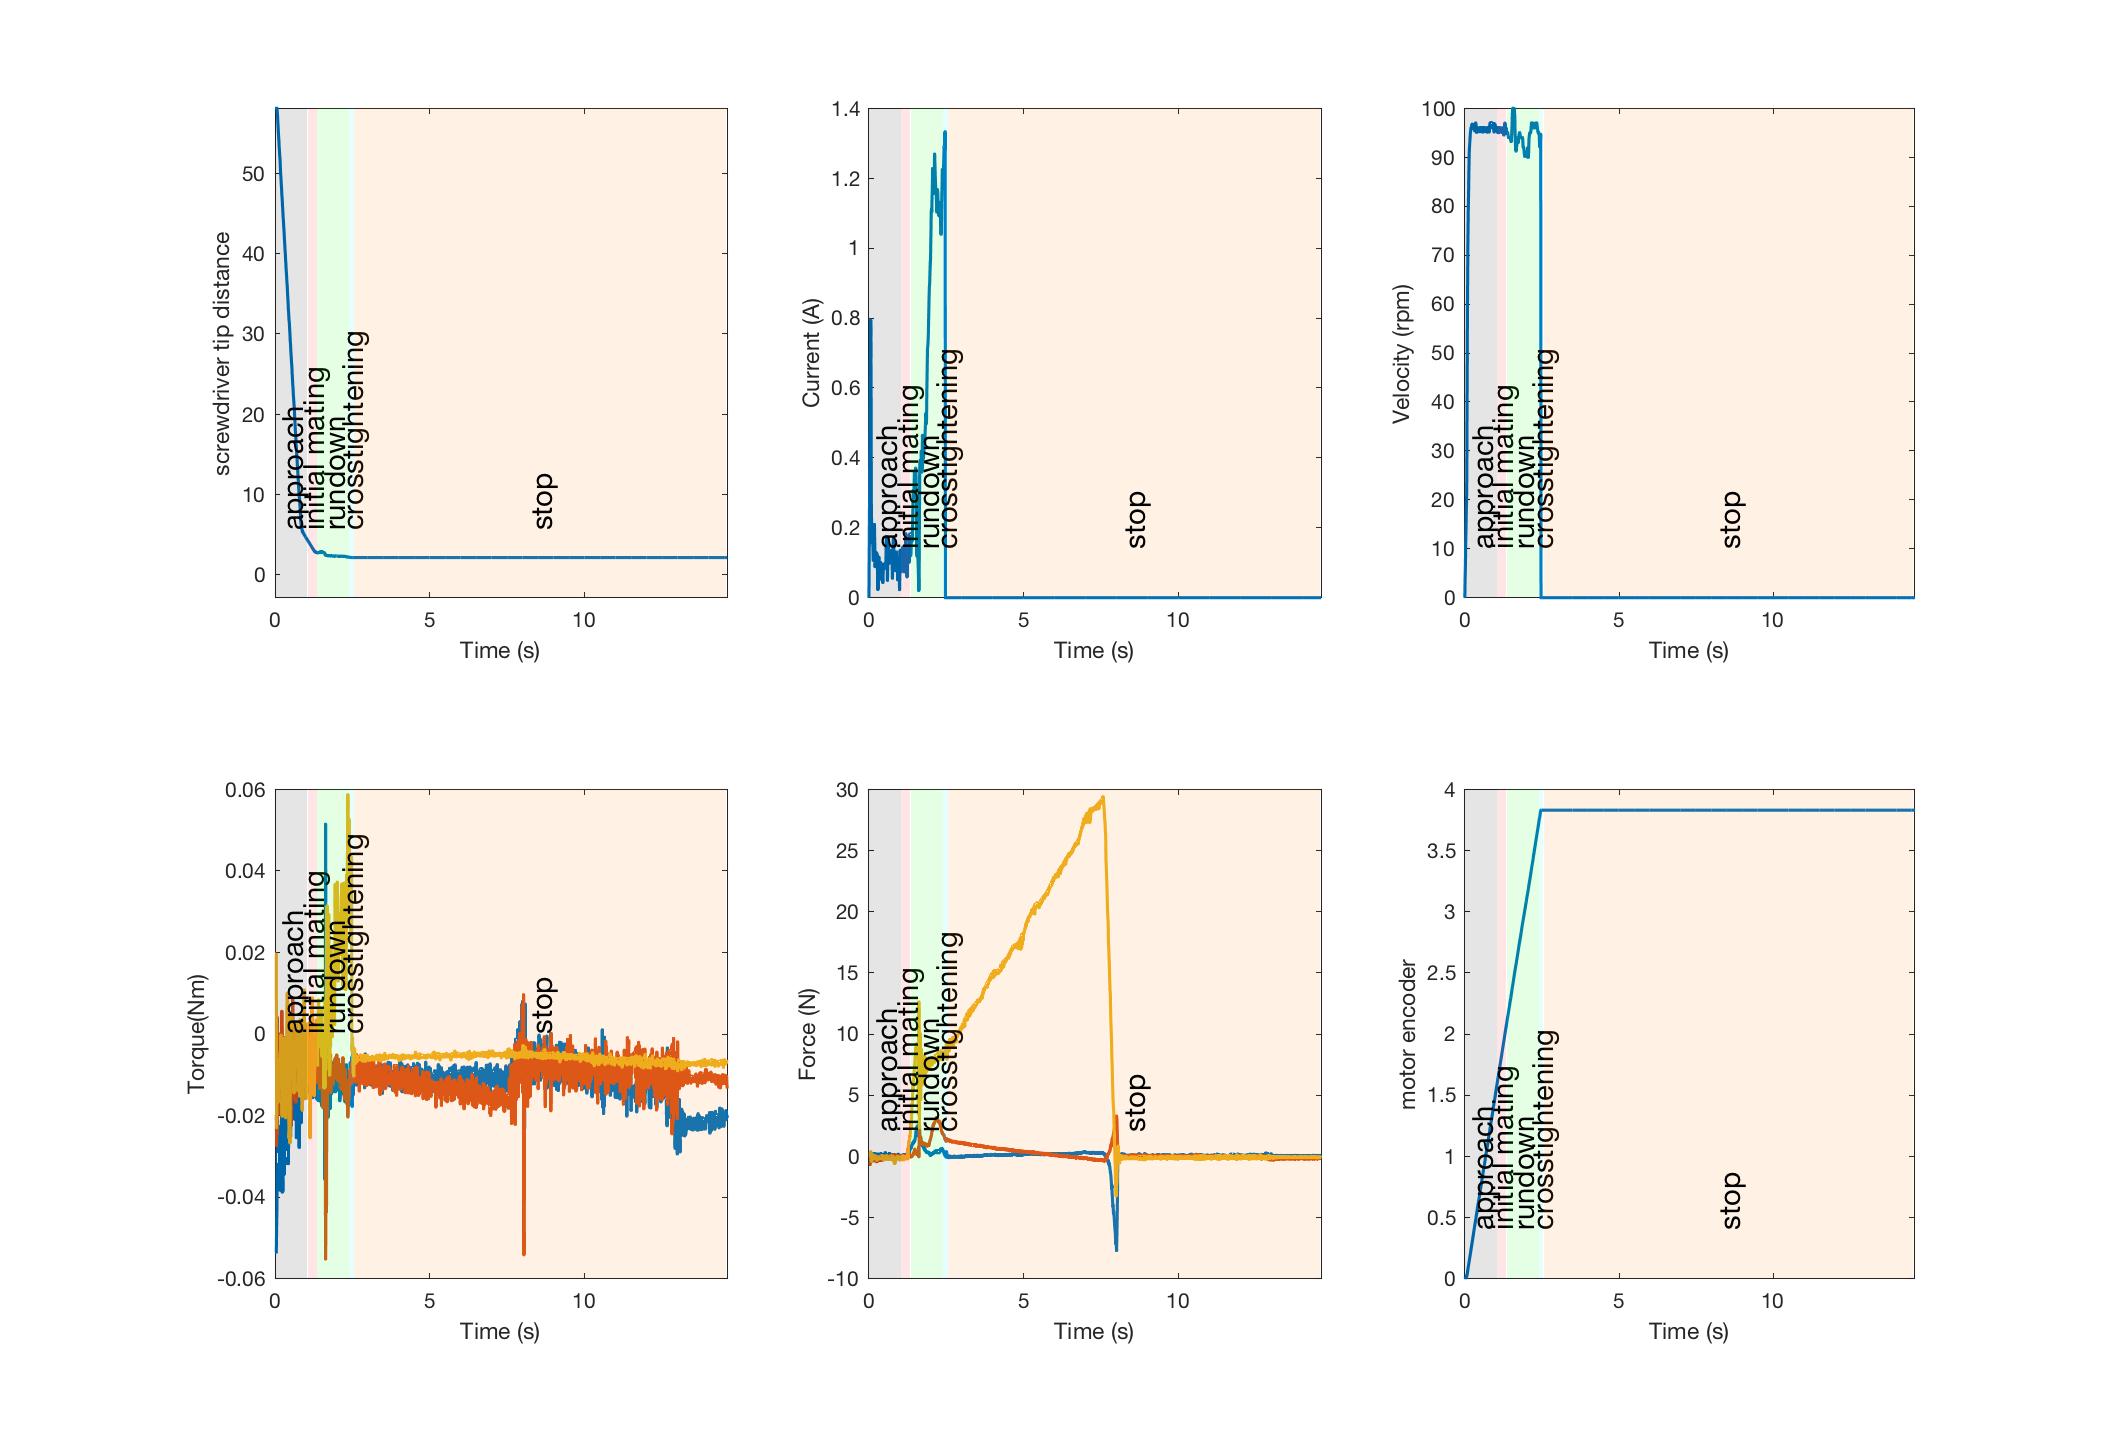 screwdriver tip distance
50
40
30
20
10
0
approach
initial mating
rundown
crosstightening
stop
0 5 10
Time (s)
Current (A)
1.4
1.2
1
0.8
0.6
0.4
0.2
0
approach
initial mating
rundown
crosstightening
stop
0 5 10
Time (s)
Velocity (rpm)
100
90
80
70
60
50
40
30
20
10
0
approach
initial mating
rundown
crosstightening
stop
0 5 10
Time (s)
Torque(Nm)
0.06
0.04
0.02
0
-0.02
-0.04
-0.06
approach
initial mating
rundown
crosstightening
stop
0 5 10
Time (s)
Force (N)
30
25
20
15
10
5
0
-5
-10
approach
initial mating
rundown
crosstightening
stop
0 5 10
Time (s)
motor encoder
4
3.5
3
2.5
2
1.5
1
0.5
0
approach
initial mating
rundown
crosstightening
stop
0 5 10
Time (s)